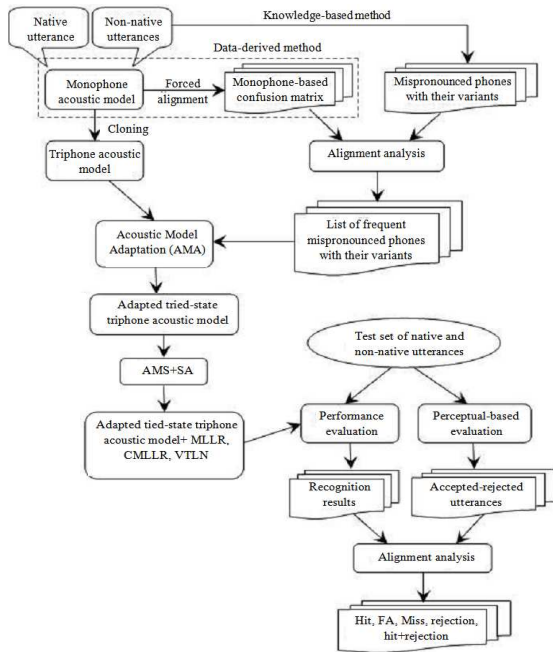 Native
utterance
Non-native
utterances
Knowledge-based method
Data-derived method
Monophone
acoustic model
Forced
alignment
Monophone-based
confusion matrix
Mispronounced phones
with their variants
Cloning
Triphone acoustic
model
Alignment analysis
List of frequent
mispronounced phones
with their variants
Acoustic Model
Adaptation (AMA)
Adapted tried-state
triphone acoustic model
Test set of native and
non-native utterances
AMS+SA
Adapted tied-state triphone
acoustic model+ MLLR,
CMLLR, VTLN
Performance
evaluation
Perceptual-based
evaluation
Recognition
results
Accepted-rejected
utterances
Alignment analysis
Hit, FA, Miss, rejection,
hit+rejection